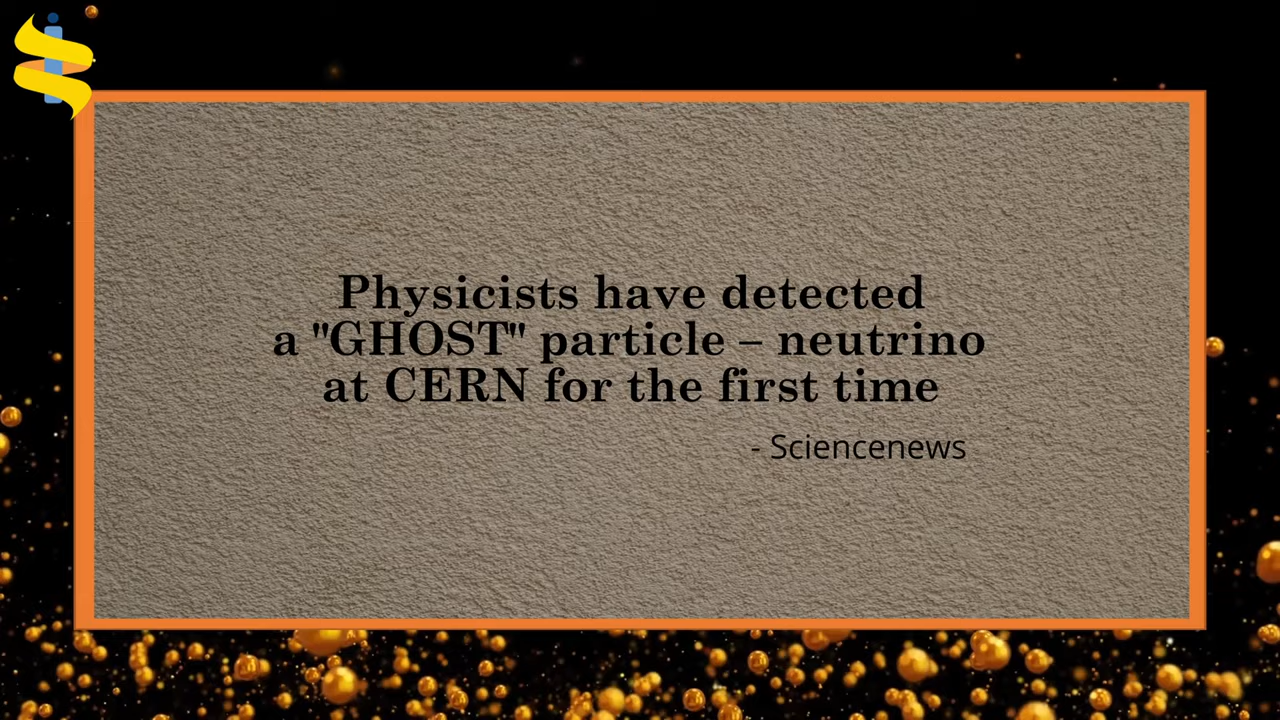 Physicists have detected
a "GHOST" particle – neutrino
at CERN for the first time
- Sciencenews